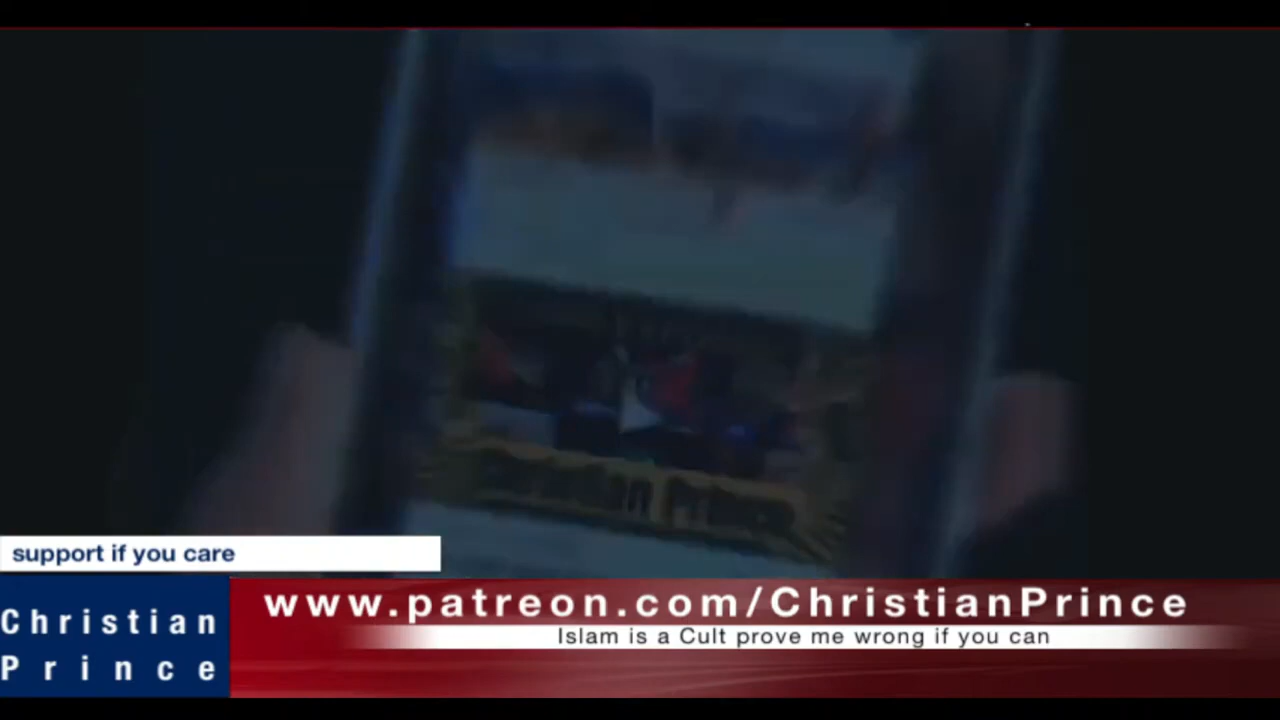 support if you care
Christian
Prince
www.patreon.com/ChristianPrince
Islam is a Cult prove me wrong if you can